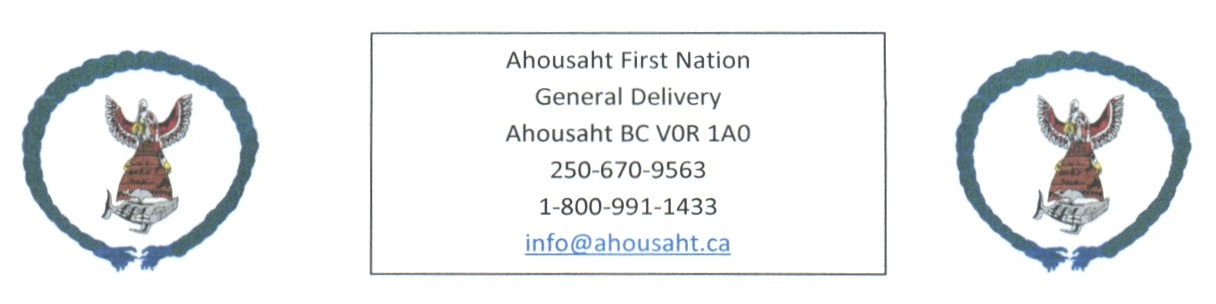 Ahousaht First Nation
General Delivery
Ahousaht BC V0R 1A0
250-670-9563
1-800-991-1433
info@ahousaht.ca